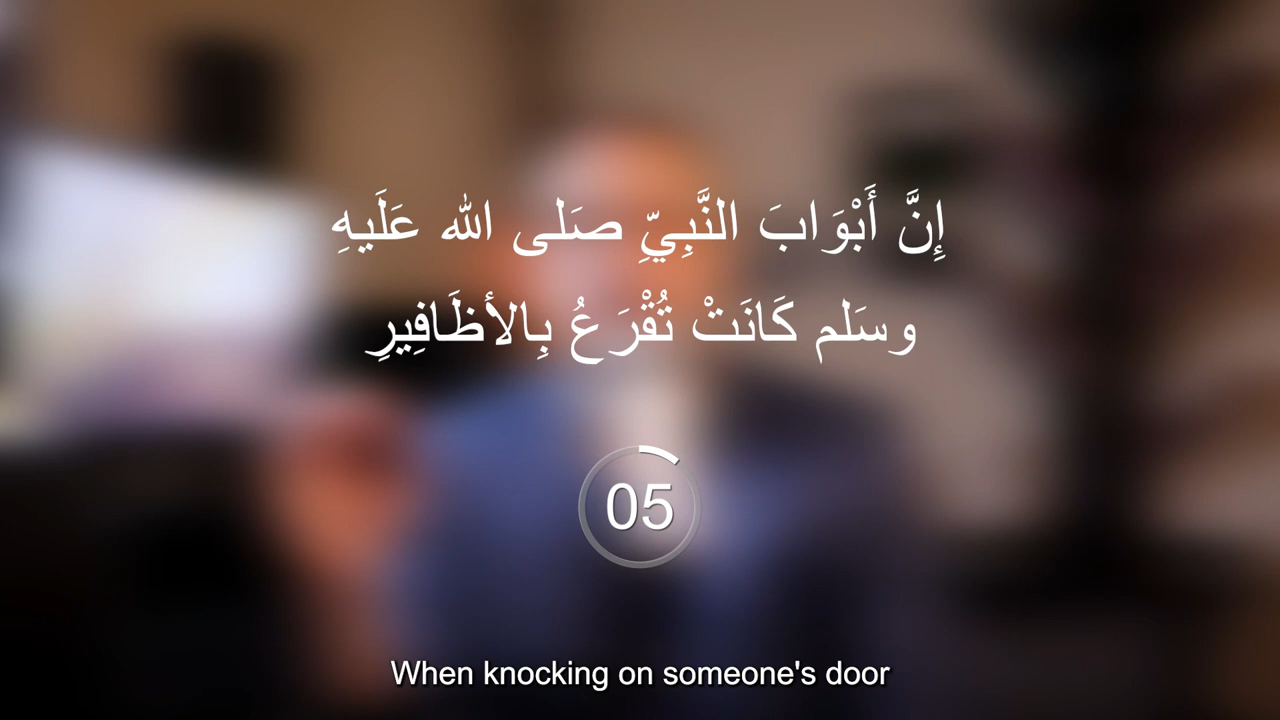 إِنَّ أَبْوَابَ النَّبِيِّ صَلى الله عَلَيهِ
وسَلم كَانَتْ تُقْرَعُ بِالأظَافِيرِ
05
When knocking on someone's door